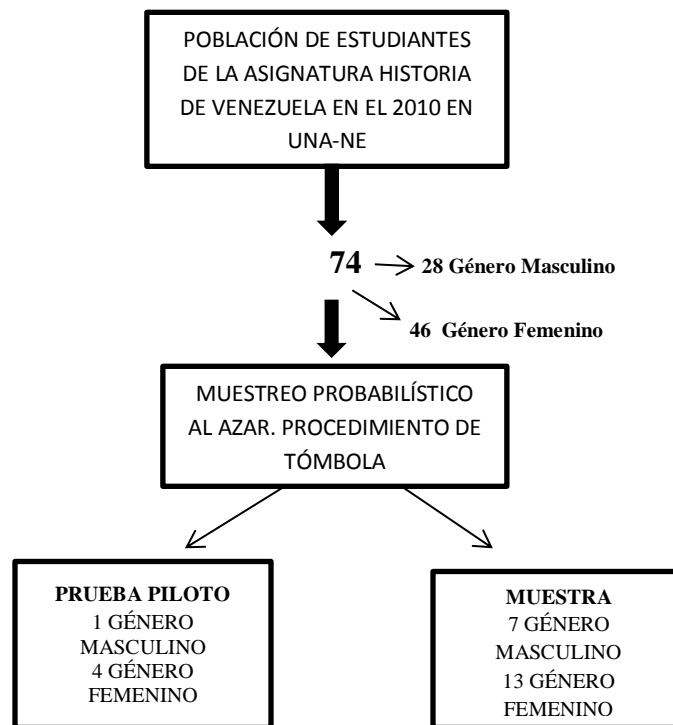 POBLACIÓN DE ESTUDIANTES
DE LA ASIGNATURA HISTORIA
DE VENEZUELA EN EL 2010 EN
UNA-NE
74
28 Género Masculino
46 Género Femenino
MUESTREO PROBABILÍSTICO
AL AZAR. PROCEDIMIENTO DE
TÓMBOLA
PRUEBA PILOTO
1 GÉNERO
MASCULINO
4 GÉNERO
FEMENINO
MUESTRA
7 GÉNERO
MASCULINO
13 GÉNERO
FEMENINO